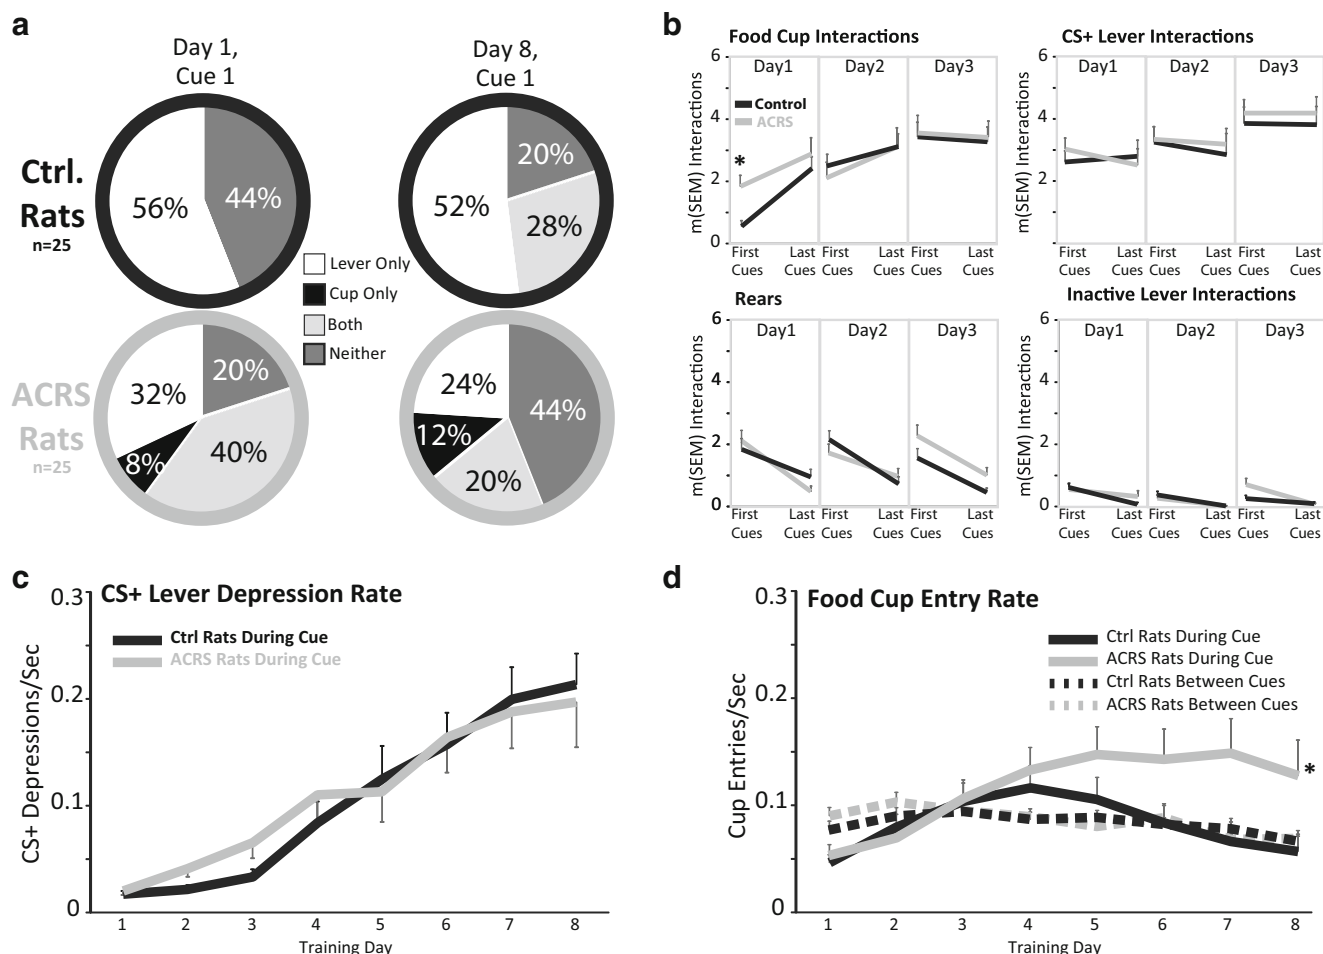 a
Day 1,
Cue 1
Day 8,
Cue 1
Ctrl.
Rats
n=25
56%
44%
52%
20%
28%
Lever Only
Cup Only
Both
Neither
ACRS
Rats
n=25
32%
20%
8%
40%
24%
44%
12%
20%
b
Food Cup Interactions
m(SEM) Interactions
6
4
2
0
Day1
Day2
Day3
Control
ACRS
*
First
Cues
Last
Cues
First
Cues
Last
Cues
First
Cues
Last
Cues
CS+ Lever Interactions
m(SEM) Interactions
6
4
2
Day1
Day2
Day3
First
Cues
Last
Cues
First
Cues
Last
Cues
First
Cues
Last
Cues
Rears
m(SEM) Interactions
6
4
2
0
Day1
Day2
Day3
First
Cues
Last
Cues
First
Cues
Last
Cues
First
Cues
Last
Cues
Inactive Lever Interactions
m(SEM) Interactions
6
4
2
0
Day1
Day2
Day3
First
Cues
Last
Cues
First
Cues
Last
Cues
First
Cues
Last
Cues
c
CS+ Lever Depression Rate
CS+ Depressions/Sec
0.3
0.2
0.1
0
Ctrl Rats During Cue
ACRS Rats During Cue
1 2 3 4 5 6 7 8
Training Day
d
Food Cup Entry Rate
Cup Entries/Sec
0.3
0.2
0.1
0
Ctrl Rats During Cue
ACRS Rats During Cue
Ctrl Rats Between Cues
ACRS Rats Between Cues
*
1 2 3 4 5 6 7 8
Training Day